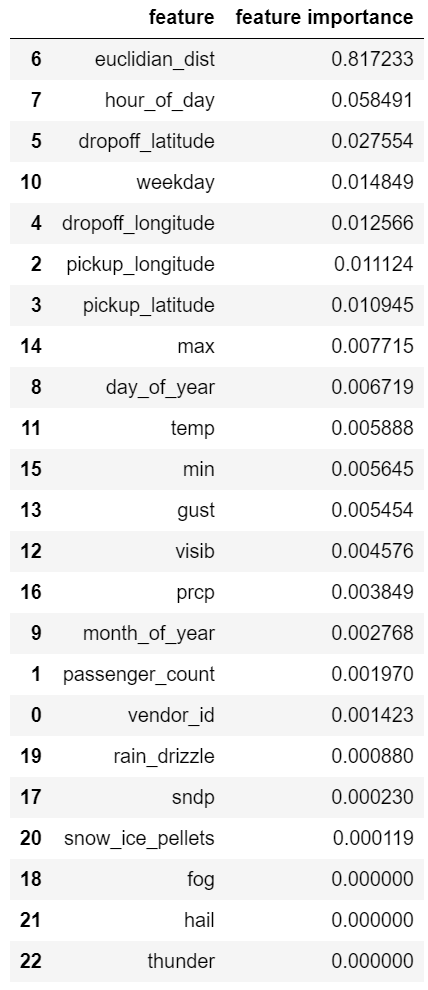 feature feature importance
6 euclidian_dist 0.817233
7 hour_of_day 0.058491
5 dropoff_latitude 0.027554
10 weekday 0.014849
4 dropoff_longitude 0.012566
2 pickup_longitude 0.011124
3 pickup_latitude 0.010945
14 max 0.007715
8 day_of_year 0.006719
11 temp 0.005888
15 min 0.005645
13 gust 0.005454
12 visib 0.004576
16 prcp 0.003849
9 month_of_year 0.002768
1 passenger_count 0.001970
0 vendor_id 0.001423
19 rain_drizzle 0.000880
17 sndp 0.000230
20 snow_ice_pellets 0.000119
18 fog 0.000000
21 hail 0.000000
22 thunder 0.000000